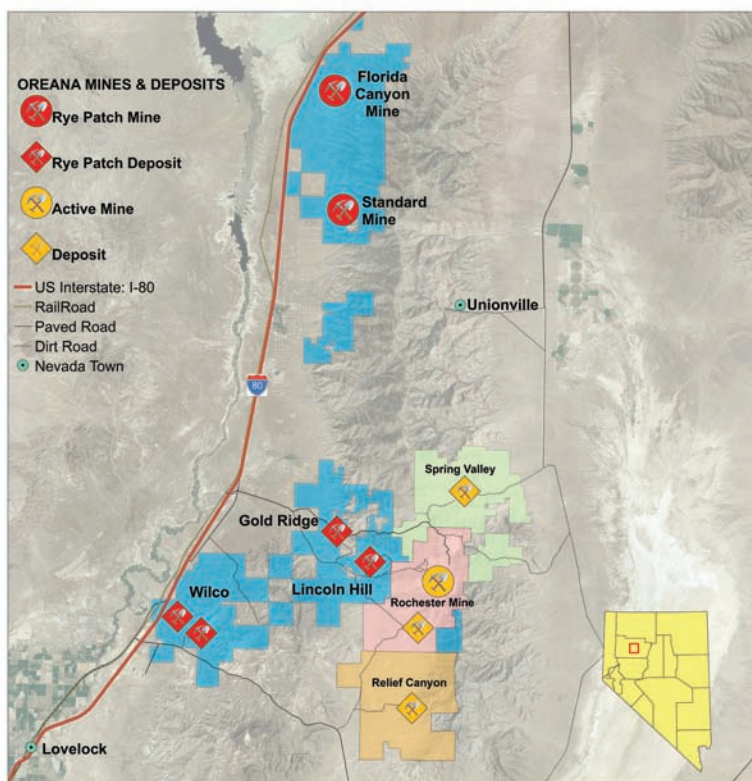 OREANA MINES & DEPOSITS
Rye Patch Mine
Rye Patch Deposit
Active Mine
Deposit
US Interstate: I-80
RailRoad
Paved Road
Dirt Road
Nevada Town
Florida
Canyon
Mine
Standard
Mine
Unionville
80
Spring Valley
Gold Ridge
Lincoln Hill
Wilco
Rochester Mine
Relief Canyon
Lovelock